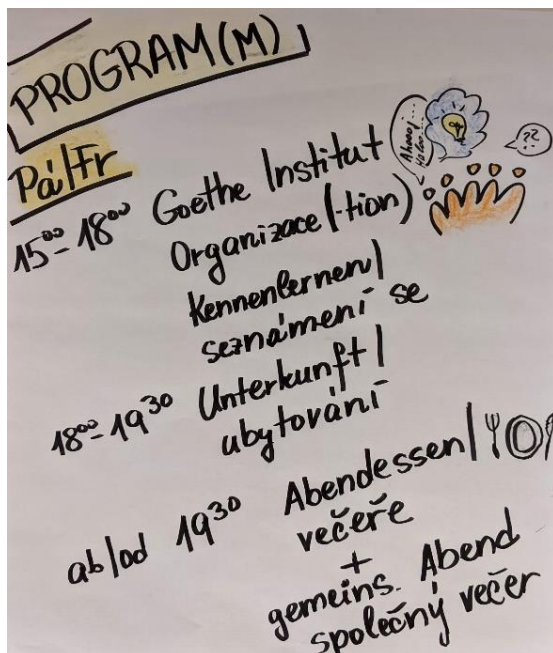 PROGRAM(M)
Pá/Fr
15⁰⁰-18⁰⁰ Goethe Institut
Organizace(-tion)
Kennenlernen/
seznámení se
18⁰⁰-19³⁰ Unterkunft/
ubytování
ab/od 19³⁰ Abendessen/
večeře
+
gemeins. Abend
společný večer
Ahooj...
??